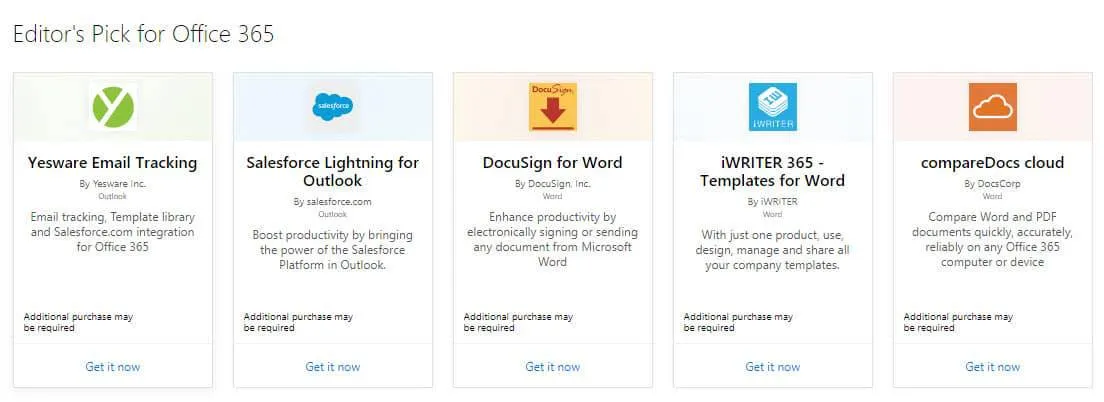 Editor's Pick for Office 365
Y
Yesware Email Tracking
By Yesware Inc.
Outlook
Email tracking, Template library
and Salesforce.com integration
for Office 365
Additional purchase may
be required
Get it now
salesforce
Salesforce Lightning for
Outlook
By salesforce.com
Outlook
Boost productivity by bringing
the power of the Salesforce
Platform in Outlook.
Additional purchase may
be required
Get it now
DocuSign
DocuSign for Word
By DocuSign, Inc.
Word
Enhance productivity by
electronically signing or sending
any document from Microsoft
Word
Additional purchase may
be required
Get it now
iW
iWRITER
iWRITER 365 -
Templates for Word
By iWRITER
Word
With just one product, use,
design, manage and share all
your company templates.
Additional purchase may
be required
Get it now
compareDocs cloud
By DocsCorp
Word
Compare Word and PDF
documents quickly, accurately,
reliably on any Office 365
computer or device
Additional purchase may
be required
Get it now